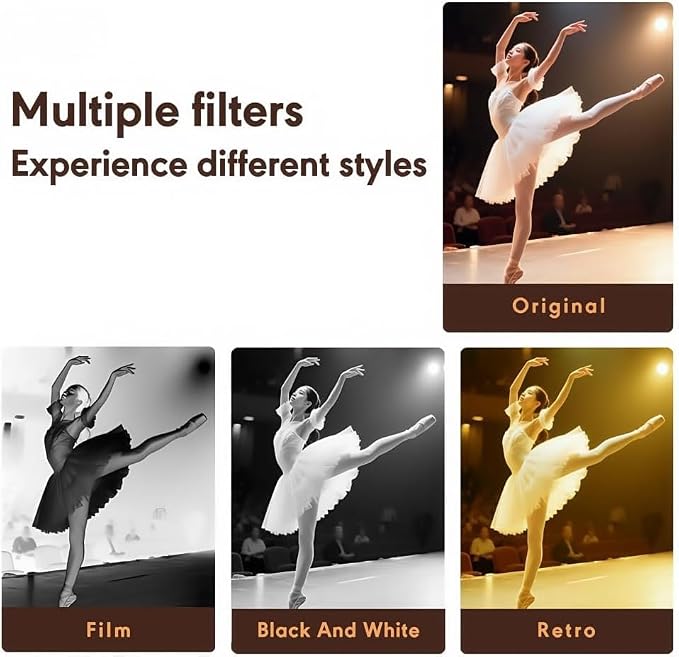 Multiple filters
Experience different styles
Original
Film
Black And White
Retro